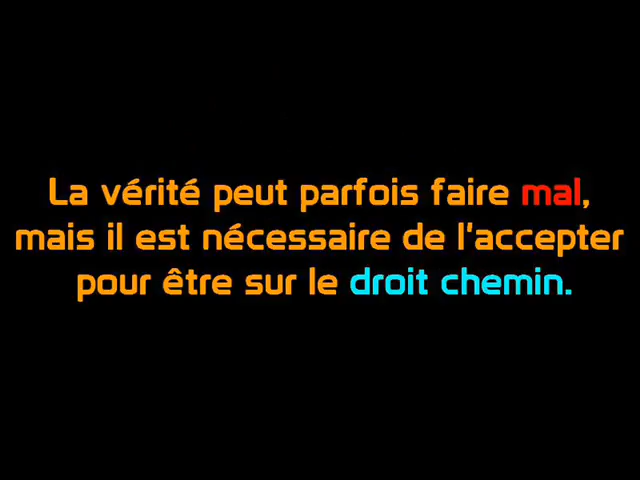 La vérité peut parfois faire mal,
mais il est nécessaire de l'accepter
pour être sur le droit chemin.